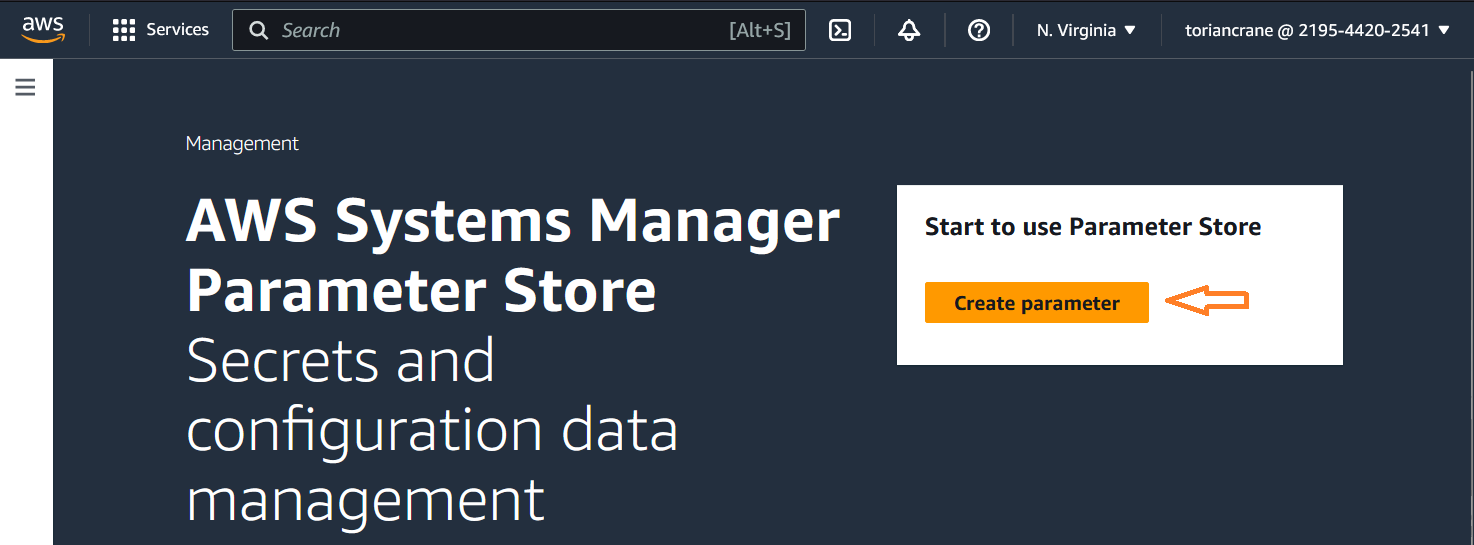 aws
Services
Search
[Alt+S]
N. Virginia
toriancrane @ 2195-4420-2541
Management
AWS Systems Manager
Parameter Store
Secrets and
configuration data
management
Start to use Parameter Store
Create parameter